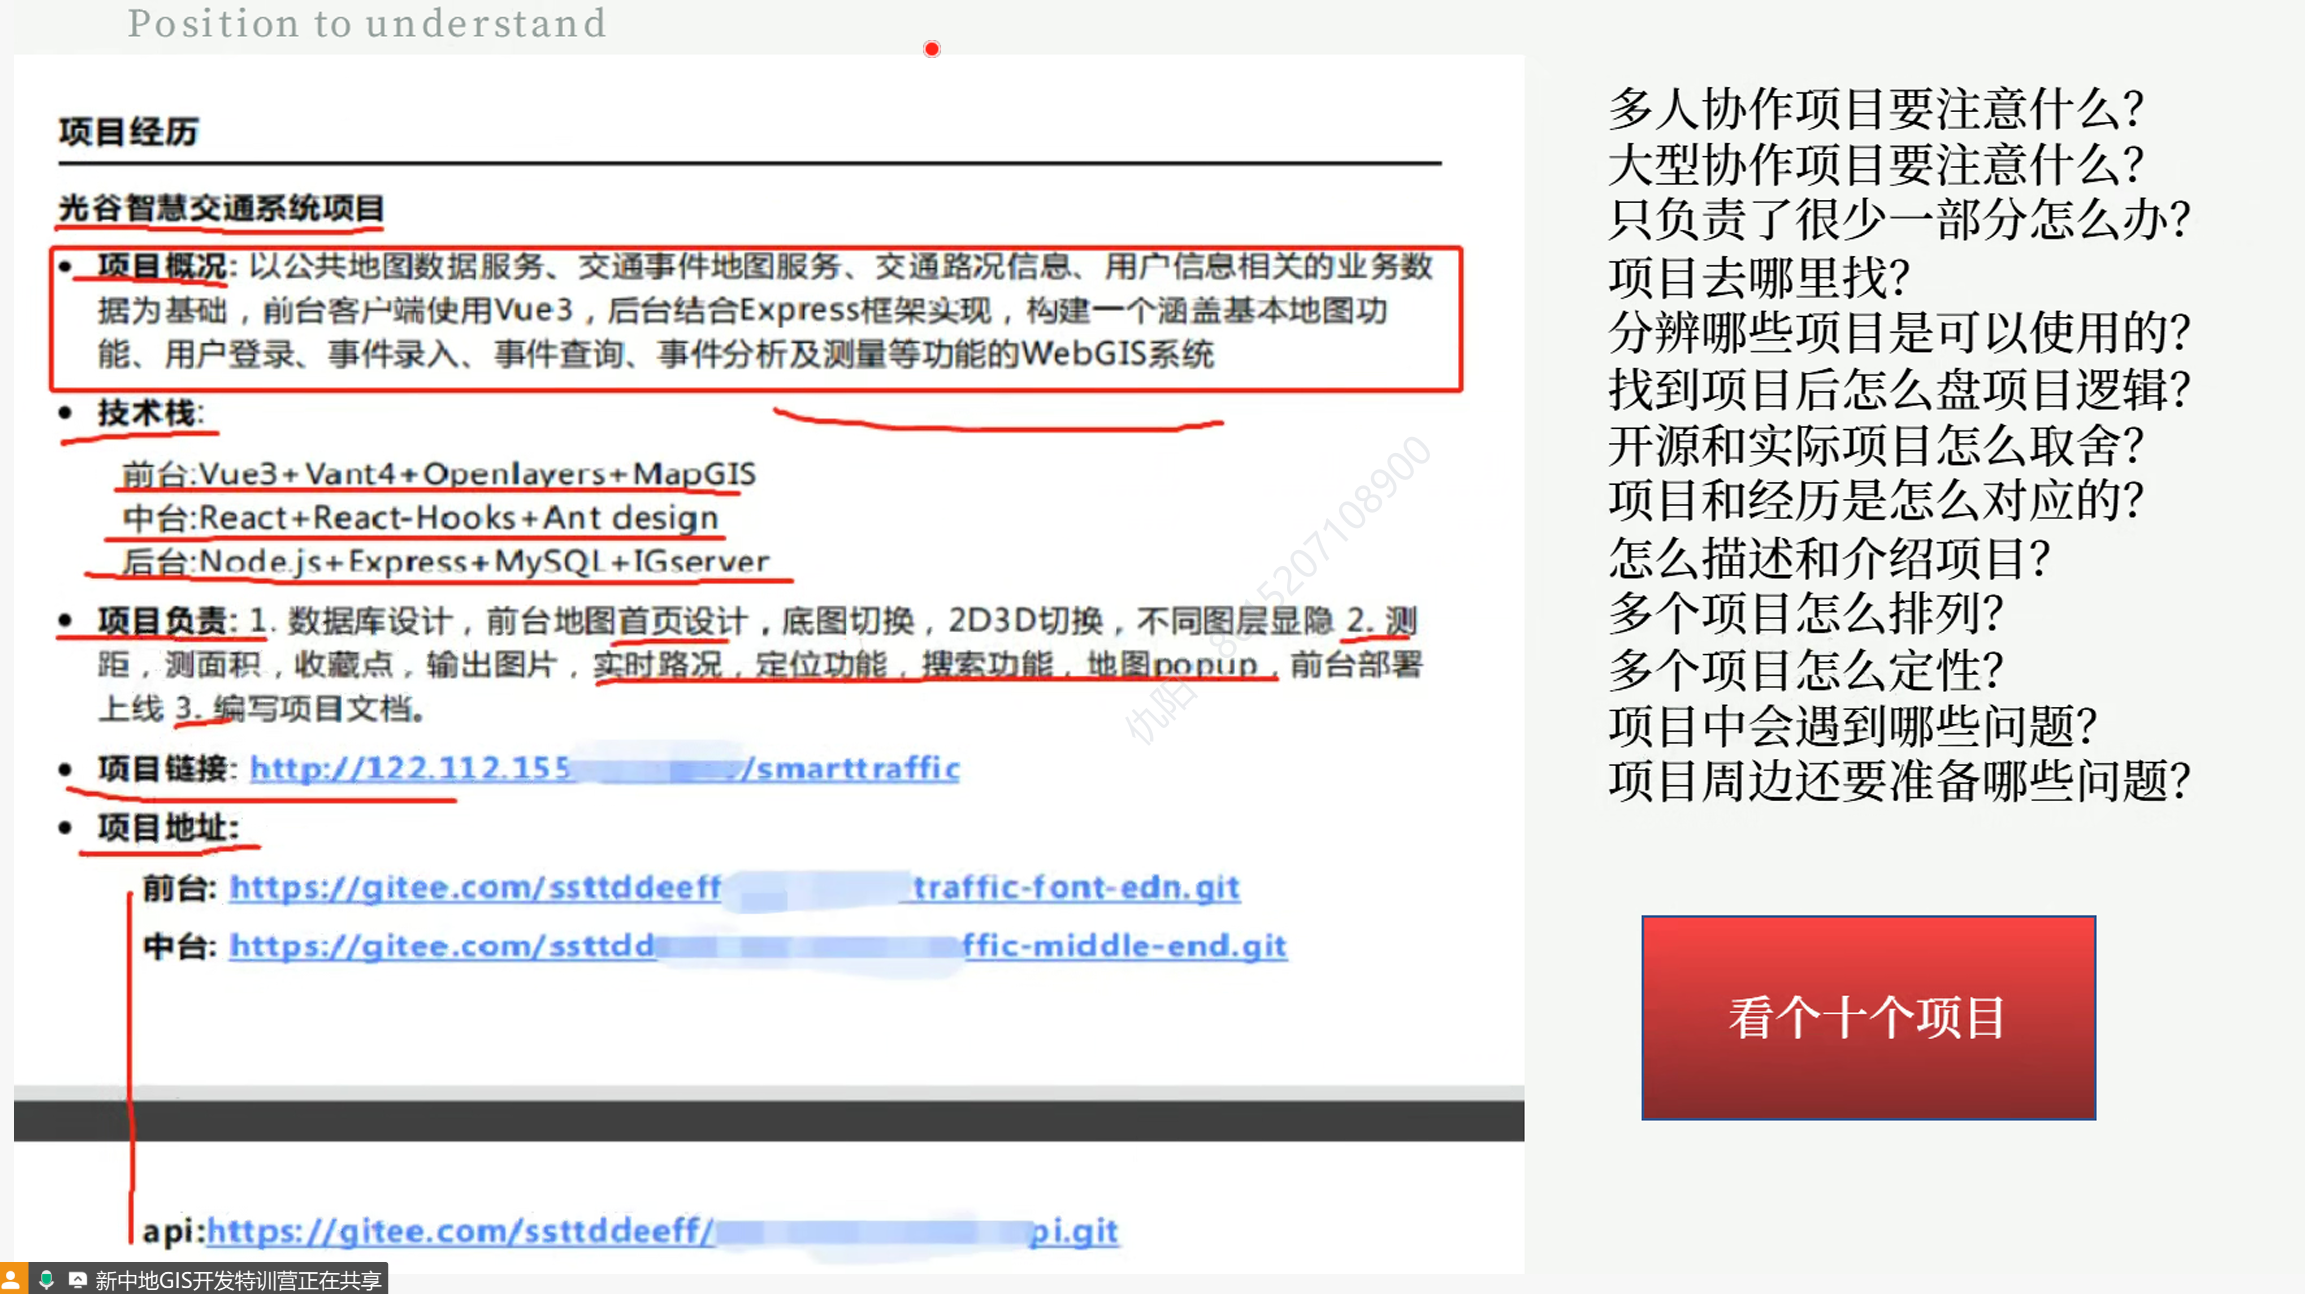 Position to understand
项目经历
光谷智慧交通系统项目
• 项目概况: 以公共地图数据服务、交通事件地图服务、交通路况信息、用户信息相关的业务数
据为基础，前台客户端使用Vue3，后台结合Express框架实现，构建一个涵盖基本地图功
能、用户登录、事件录入、事件查询、事件分析及测量等功能的WebGIS系统
• 技术栈:
前台:Vue3+Vant4+Openlayers+MapGIS
中台:React+React-Hooks+Ant design
后台:Node.js+Express+MySQL+IGserver
• 项目负责: 1. 数据库设计，前台地图首页设计，底图切换，2D3D切换，不同图层显隐 2. 测
距，测面积，收藏点，输出图片，实时路况，定位功能，搜索功能，地图popup，前台部署
上线 3. 编写项目文档。
• 项目链接: http://122.112.155 /smarttraffic
• 项目地址:
前台: https://gitee.com/ssttddeeff traffic-font-edn.git
中台: https://gitee.com/ssttdd ffic-middle-end.git
api:https://gitee.com/ssttddeeff/ pi.git
多人协作项目要注意什么？
大型协作项目要注意什么？
只负责了很少一部分怎么办？
项目去哪里找？
分辨哪些项目是可以使用的？
找到项目后怎么盘项目逻辑？
开源和实际项目怎么取舍？
项目和经历是怎么对应的？
怎么描述和介绍项目？
多个项目怎么排列？
多个项目怎么定性？
项目中会遇到哪些问题？
项目周边还要准备哪些问题？
看个十个项目
新中地GIS开发特训营正在共享